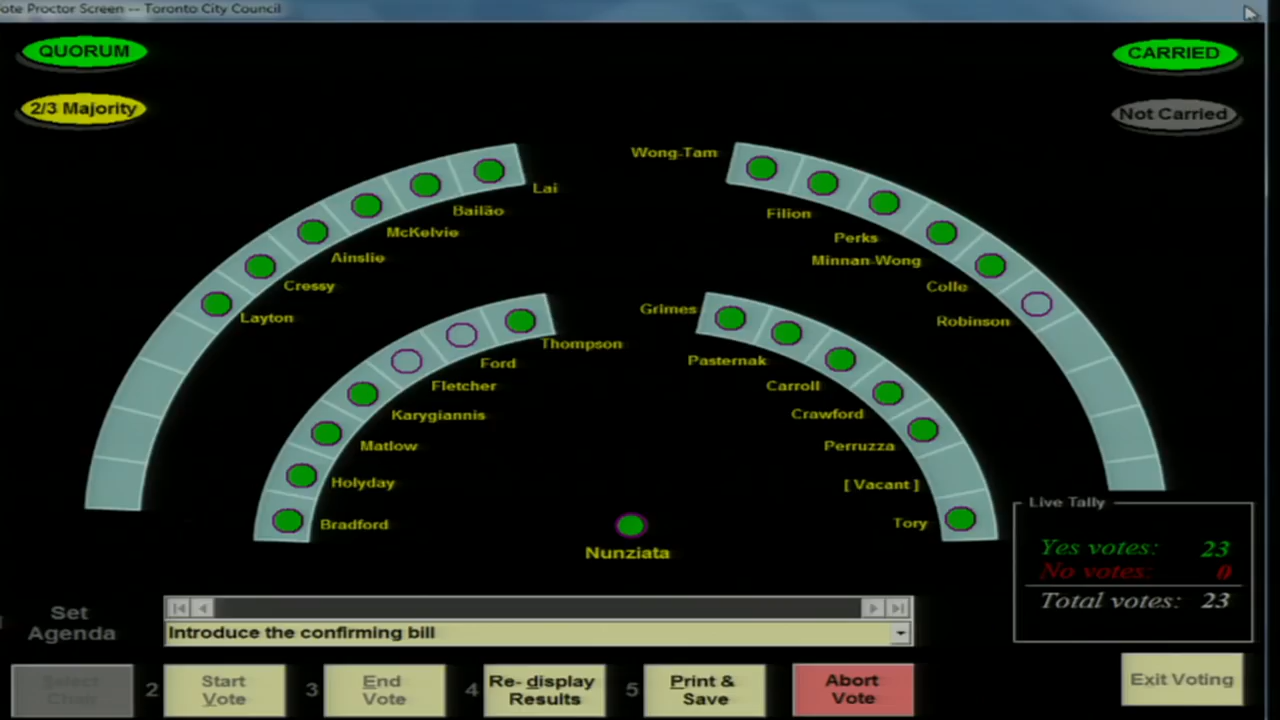 ote Proctor Screen -- Toronto City Council
QUORUM
CARRIED
2/3 Majority
Not Carried
Wong-Tam
Lai
Bailão
Filion
McKelvie
Perks
Ainslie
Minnan-Wong
Cressy
Colle
Layton
Robinson
Grimes
Thompson
Ford
Pasternak
Fletcher
Carroll
Karygiannis
Crawford
Matlow
Perruzza
Holyday
[ Vacant ]
Bradford
Tory
Nunziata
Live Tally
Yes votes: 23
No votes: 0
Total votes: 23
Set
Agenda
Introduce the confirming bill
Select
Chair
2
Start
Vote
3
End
Vote
4
Re-display
Results
5
Print &
Save
Abort
Vote
Exit Voting